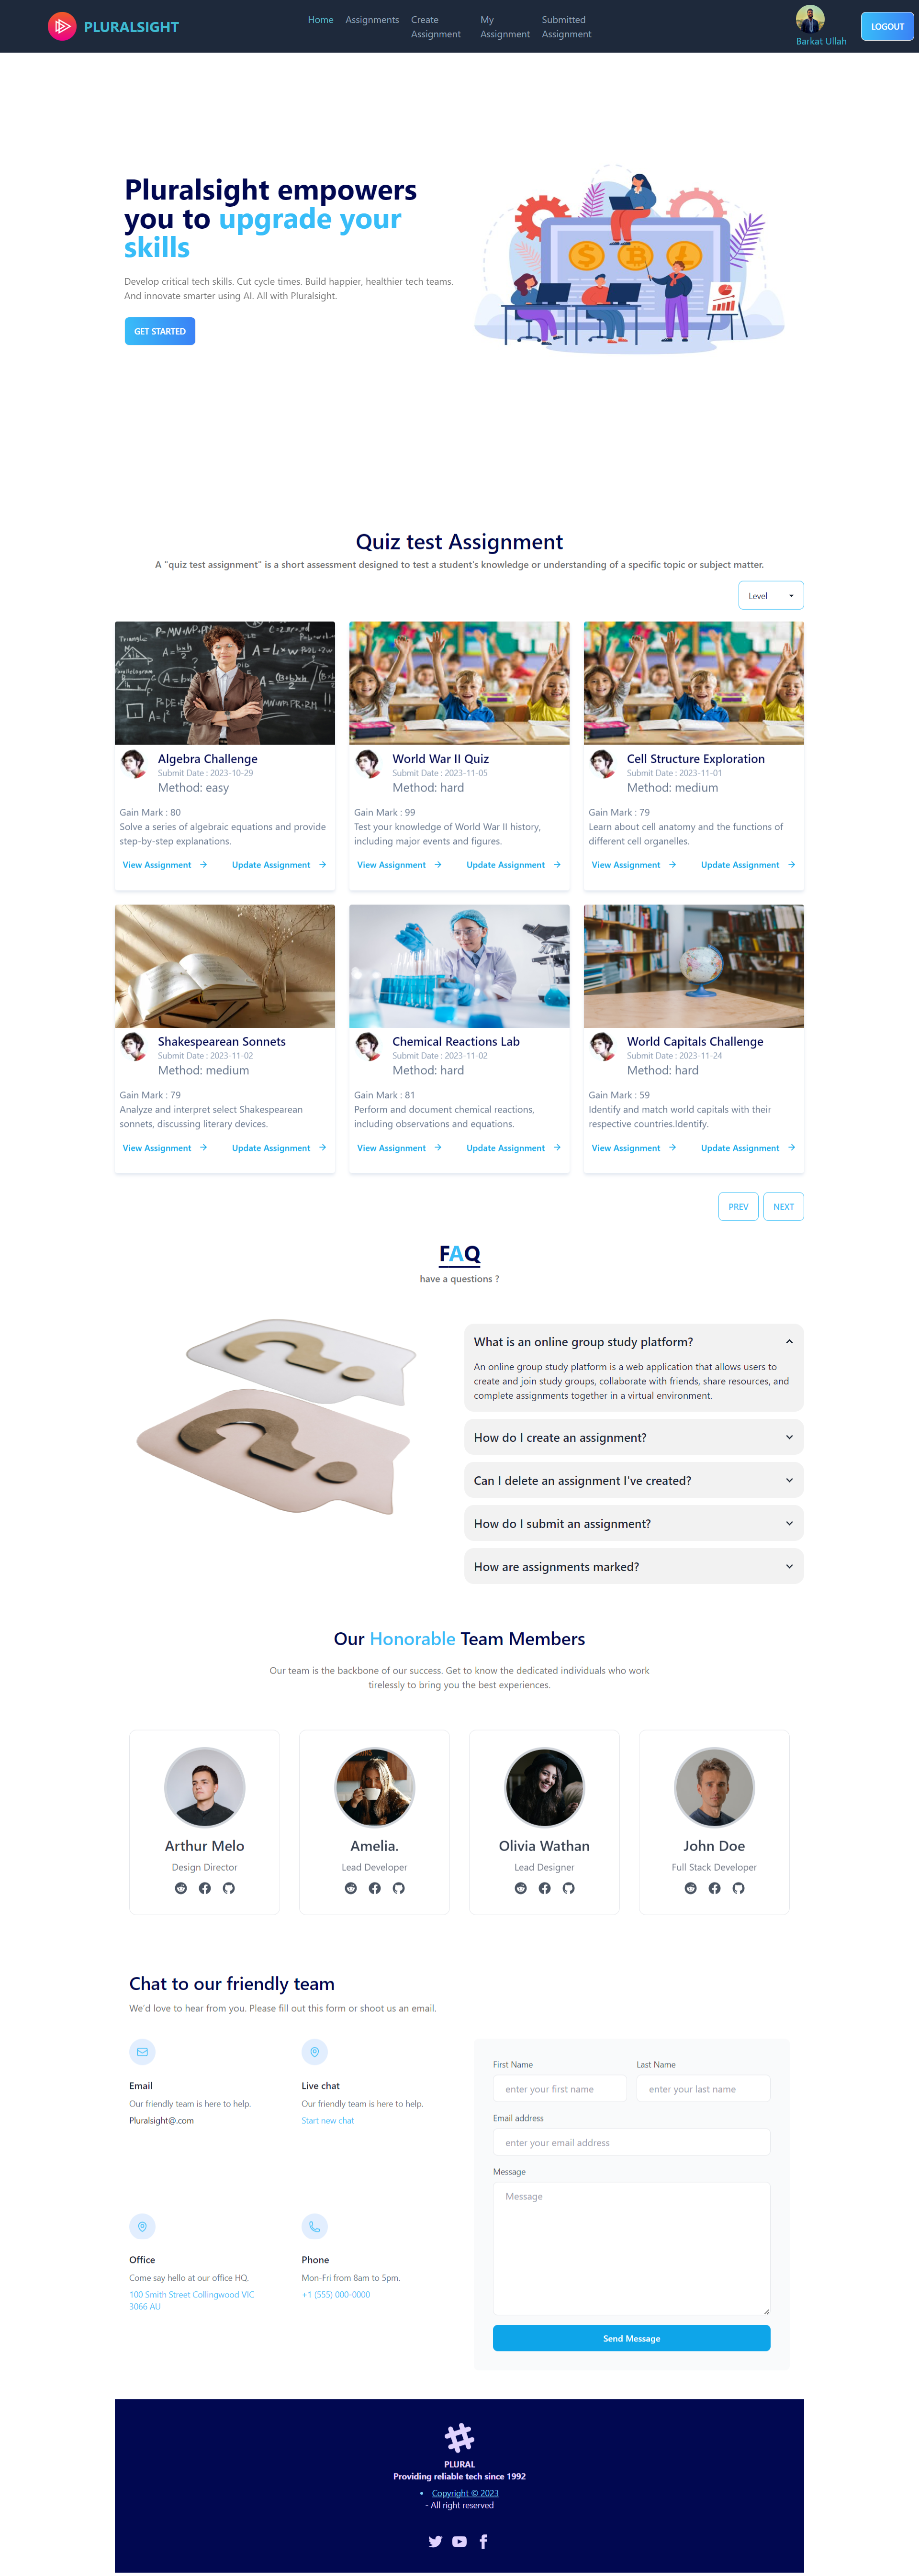 PLURALSIGHT
Home
Assignments
Create
Assignment
My
Assignment
Submitted
Assignment
Barkat Ullah
LOGOUT
Pluralsight empowers
you to upgrade your
skills
Develop critical tech skills. Cut cycle times. Build happier, healthier tech teams.
And innovate smarter using AI. All with Pluralsight.
GET STARTED
Quiz test Assignment
A "quiz test assignment" is a short assessment designed to test a student's knowledge or understanding of a specific topic or subject matter.
Level
Algebra Challenge
Submit Date : 2023-10-29
Method: easy
Gain Mark : 80
Solve a series of algebraic equations and provide
step-by-step explanations.
View Assignment
Update Assignment
World War II Quiz
Submit Date : 2023-11-05
Method: hard
Gain Mark : 99
Test your knowledge of World War II history,
including major events and figures.
View Assignment
Update Assignment
Cell Structure Exploration
Submit Date : 2023-11-01
Method: medium
Gain Mark : 79
Learn about cell anatomy and the functions of
different cell organelles.
View Assignment
Update Assignment
Shakespearean Sonnets
Submit Date : 2023-11-02
Method: medium
Gain Mark : 79
Analyze and interpret select Shakespearean
sonnets, discussing literary devices.
View Assignment
Update Assignment
Chemical Reactions Lab
Submit Date : 2023-11-02
Method: hard
Gain Mark : 81
Perform and document chemical reactions,
including observations and equations.
View Assignment
Update Assignment
World Capitals Challenge
Submit Date : 2023-11-24
Method: hard
Gain Mark : 59
Identify and match world capitals with their
respective countries.Identify.
View Assignment
Update Assignment
PREV
NEXT
FAQ
have a questions ?
What is an online group study platform?
An online group study platform is a web application that allows users to
create and join study groups, collaborate with friends, share resources, and
complete assignments together in a virtual environment.
How do I create an assignment?
Can I delete an assignment I've created?
How do I submit an assignment?
How are assignments marked?
Our Honorable Team Members
Our team is the backbone of our success. Get to know the dedicated individuals who work
tirelessly to bring you the best experiences.
Arthur Melo
Design Director
Amelia.
Lead Developer
Olivia Wathan
Lead Designer
John Doe
Full Stack Developer
Chat to our friendly team
We'd love to hear from you. Please fill out this form or shoot us an email.
Email
Our friendly team is here to help.
Pluralsight@.com
Live chat
Our friendly team is here to help.
Start new chat
Office
Come say hello at our office HQ.
100 Smith Street Collingwood VIC
3066 AU
Phone
Mon-Fri from 8am to 5pm.
+1 (555) 000-0000
First Name
Last Name
enter your first name
enter your last name
Email address
enter your email address
Message
Message
Send Message
PLURAL
Providing reliable tech since 1992
• Copyright © 2023
- All right reserved